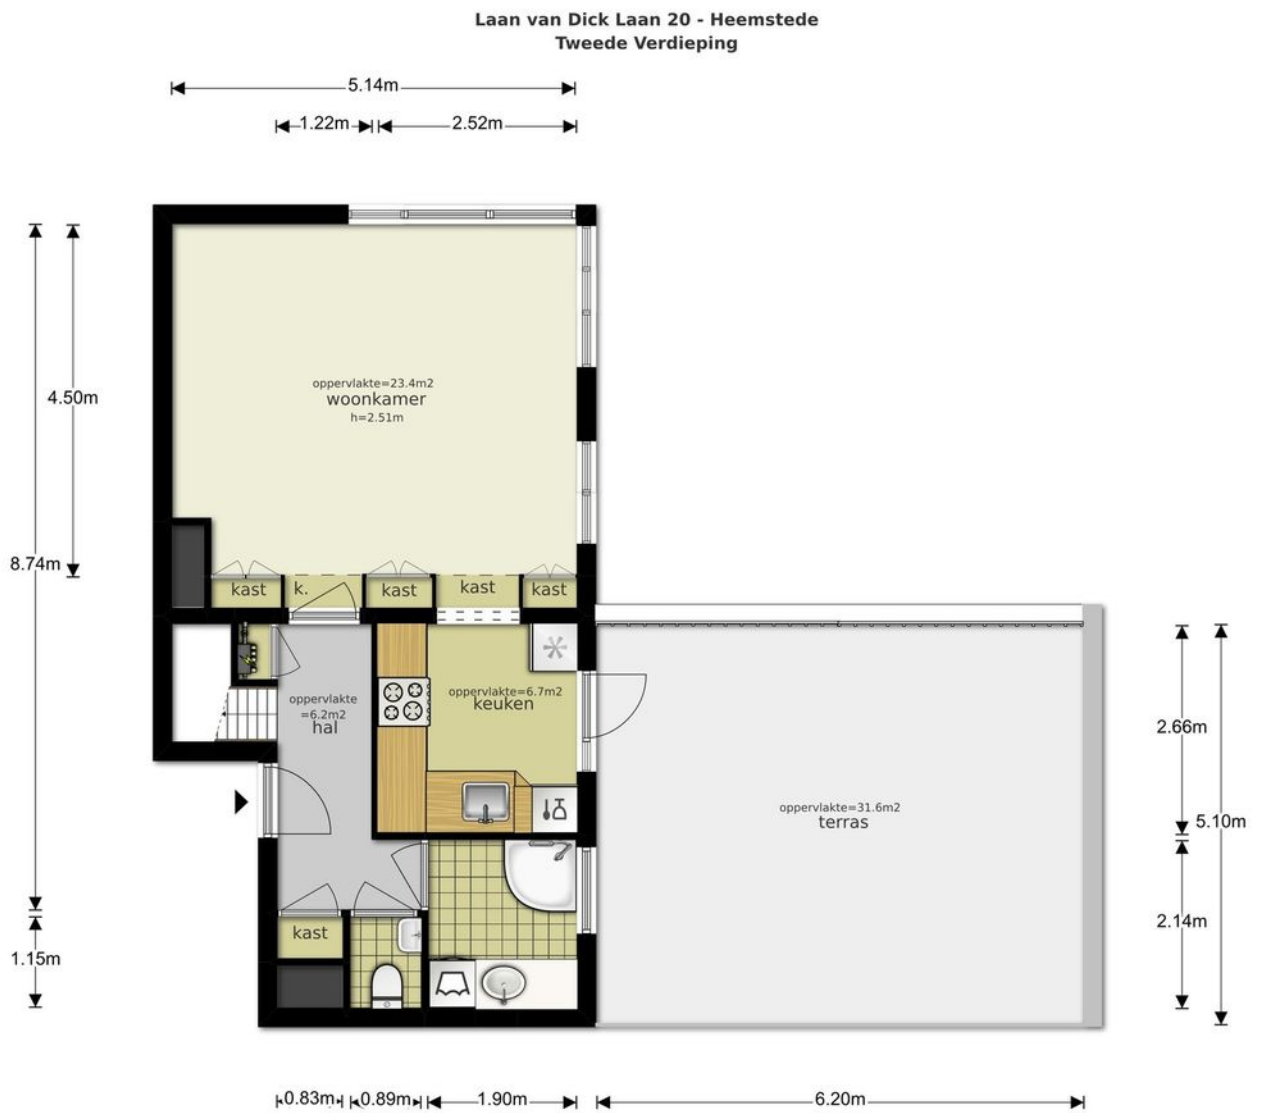 Laan van Dick Laan 20 - Heemstede
Tweede Verdieping
5.14m
1.22m
2.52m
oppervlakte=23.4m2
woonkamer
h=2.51m
4.50m
8.74m
kast
k.
kast
kast
kast
oppervlakte
=6.2m2
hal
oppervlakte=6.7m2
keuken
2.66m
oppervlakte=31.6m2
terras
5.10m
2.14m
kast
1.15m
0.83m
0.89m
1.90m
6.20m